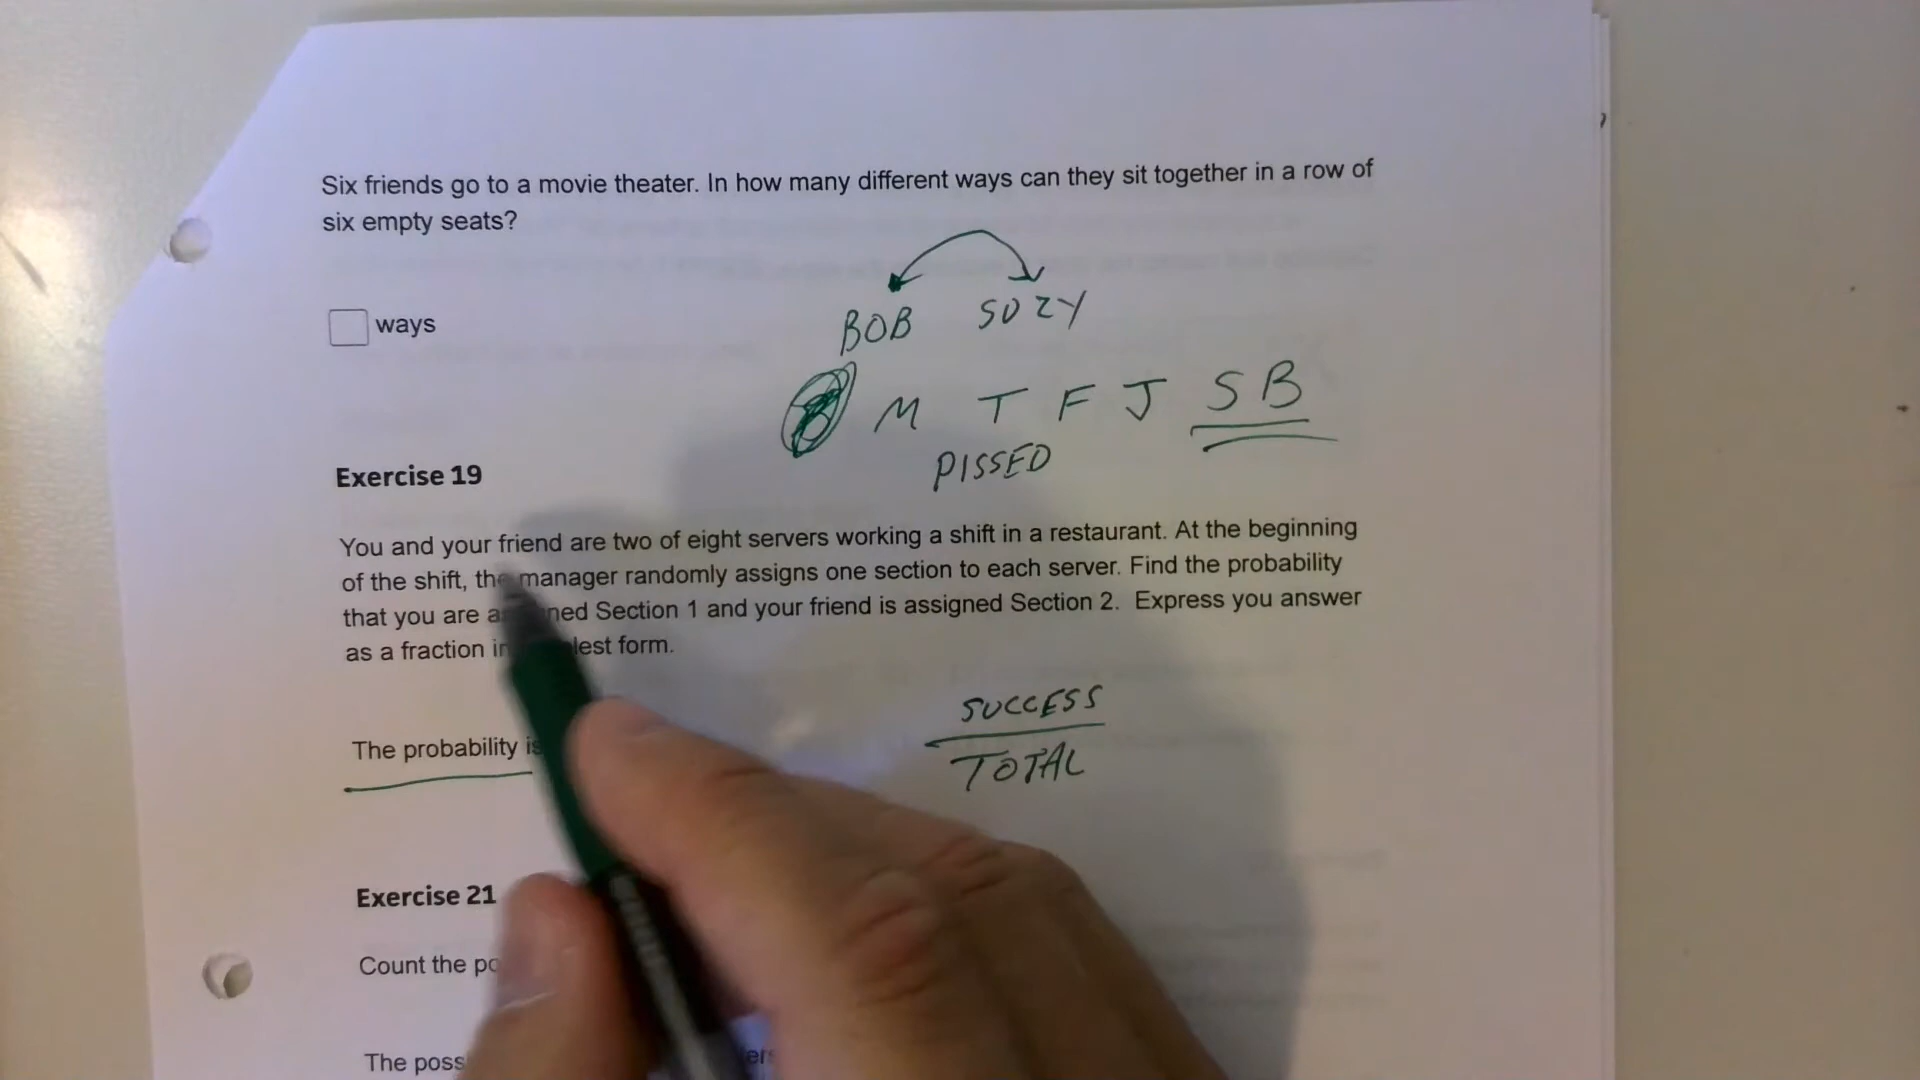 Six friends go to a movie theater. In how many different ways can they sit together in a row of
six empty seats?
BOB SUZY
ways
B M T F J S B
PISSED
Exercise 19
You and your friend are two of eight servers working a shift in a restaurant. At the beginning
of the shift, the manager randomly assigns one section to each server. Find the probability
that you are ned Section 1 and your friend is assigned Section 2. Express you answer
as a fraction in lest form.
SUCCESS
The probability is
TOTAL
Exercise 21
Count the
The